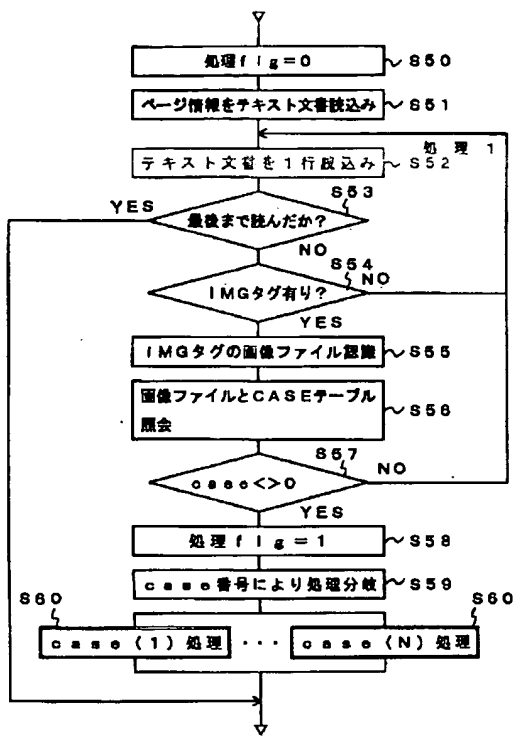 処理flg=0 S50
ページ情報をテキスト文書読込み S51
処理1
テキスト文書を1行読込み S52
S53
YES
最後まで読んだか?
NO
S54
NO
IMGタグ有り?
YES
IMGタグの画像ファイル認識 S55
画像ファイルとCASEテーブル
照会 S56
S57
NO
case<>0
YES
処理flg=1 S58
case番号により処理分岐 S59
S60 S60
case(1)処理 ... case(N)処理